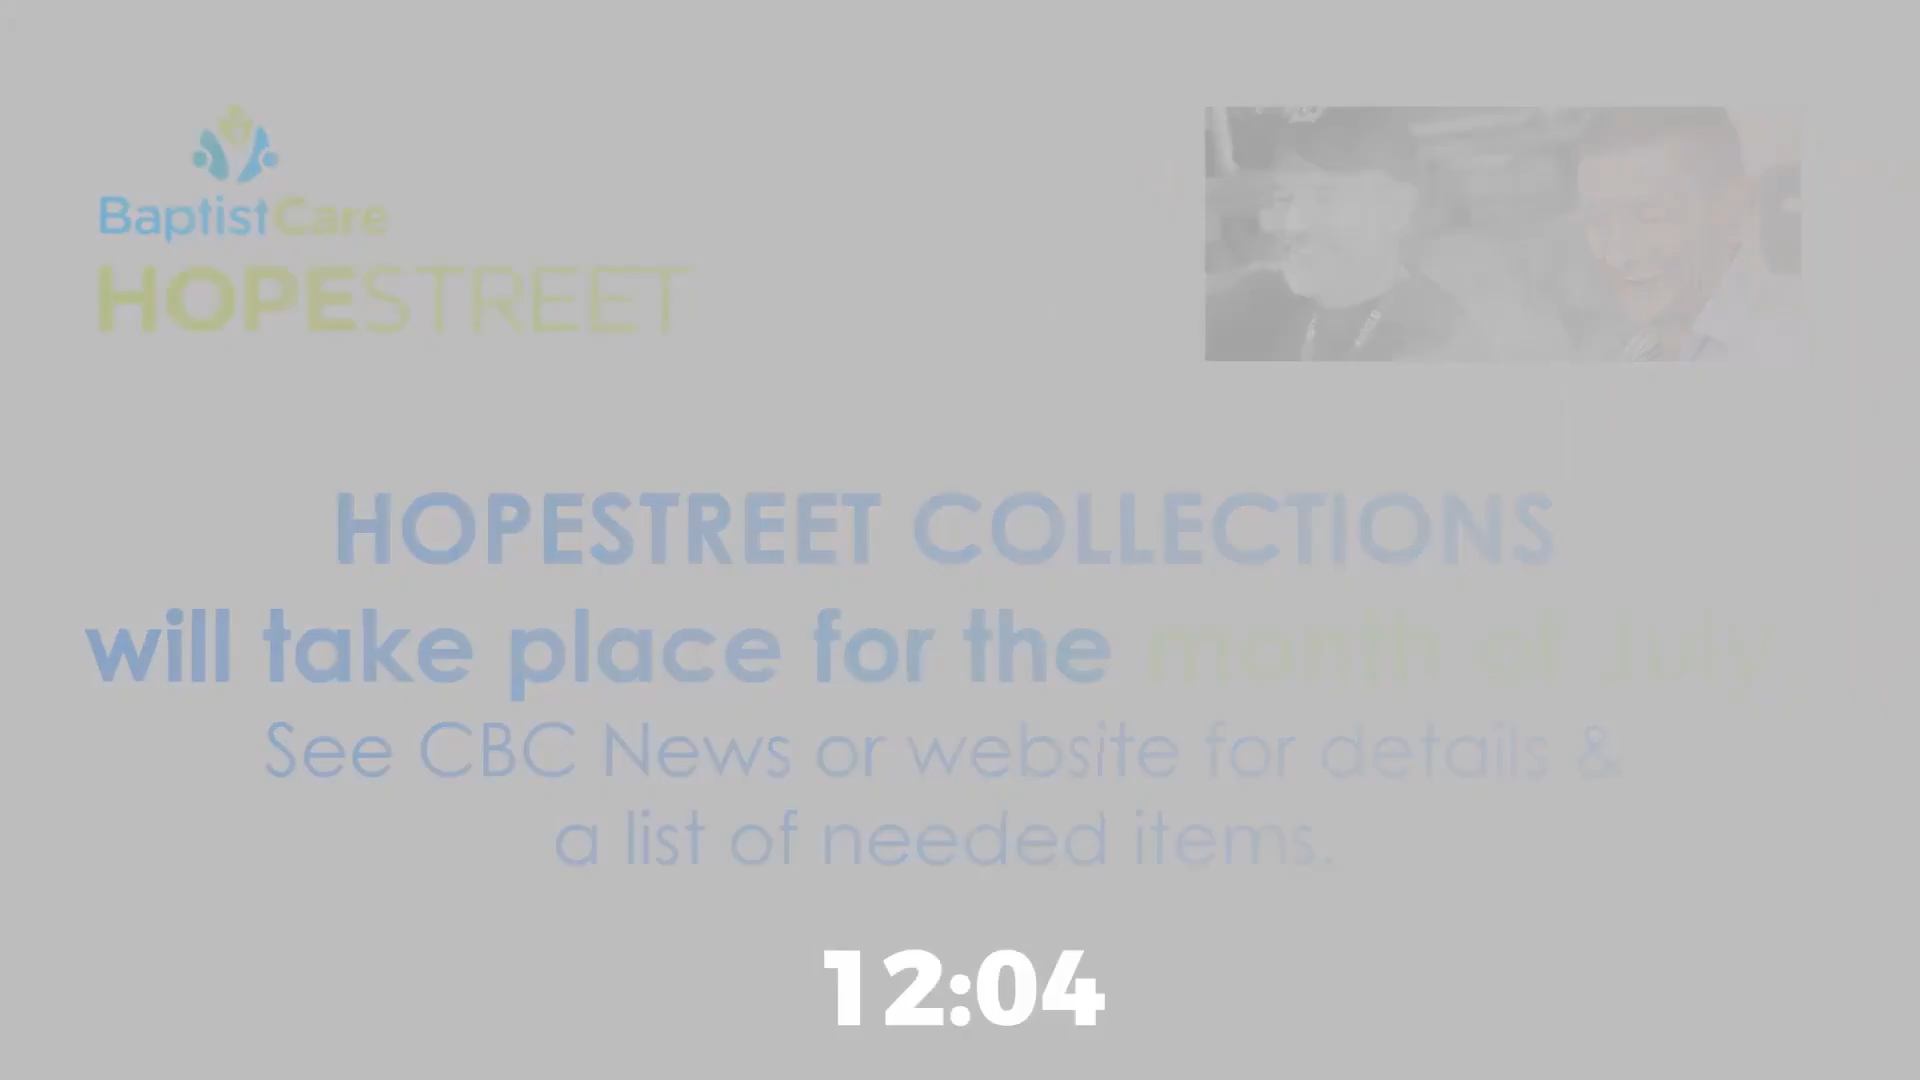 BaptistCare
HOPESTREET
HOPESTREET COLLECTIONS
will take place for the month of July
See CBC News or website for details &
a list of needed items.
12:04